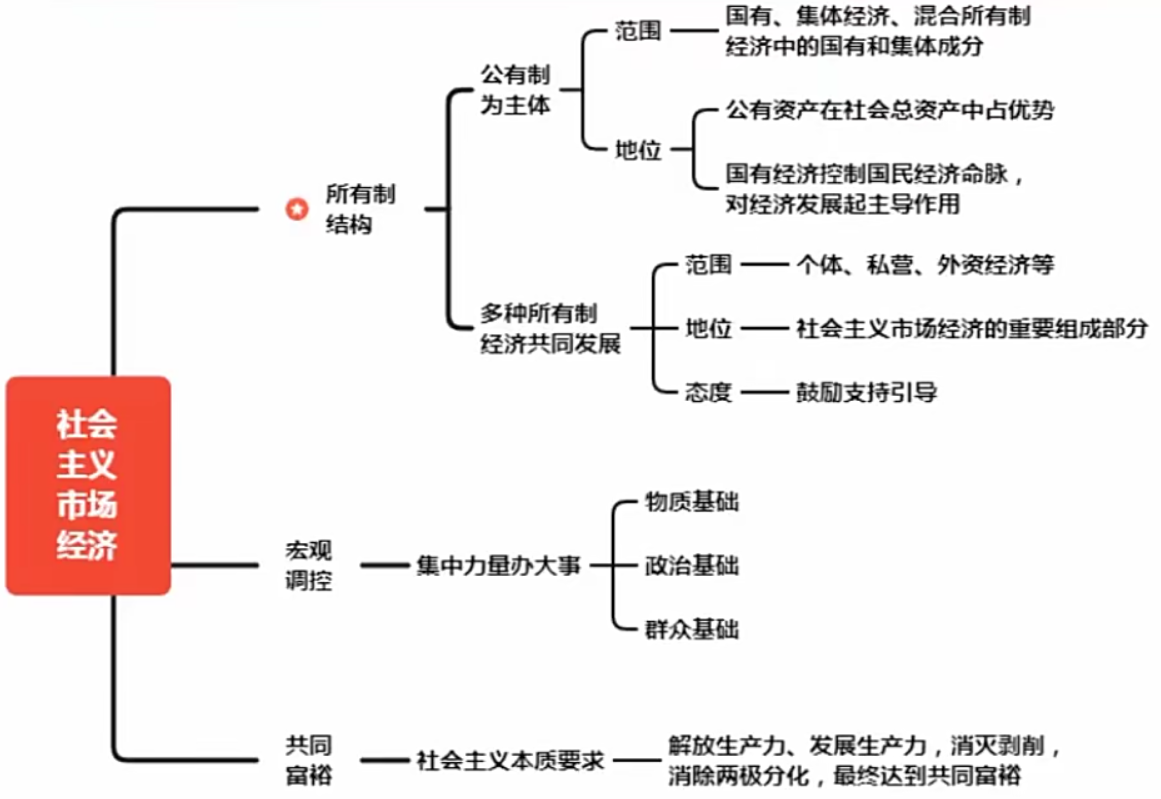 社会
主义
市场
经济
所有制
结构
公有制
为主体
范围
国有、集体经济、混合所有制
经济中的国有和集体成分
地位
公有资产在社会总资产中占优势
国有经济控制国民经济命脉，
对经济发展起主导作用
多种所有制
经济共同发展
范围
个体、私营、外资经济等
地位
社会主义市场经济的重要组成部分
态度
鼓励支持引导
宏观
调控
集中力量办大事
物质基础
政治基础
群众基础
共同
富裕
社会主义本质要求
解放生产力、发展生产力，消灭剥削，
消除两极分化，最终达到共同富裕